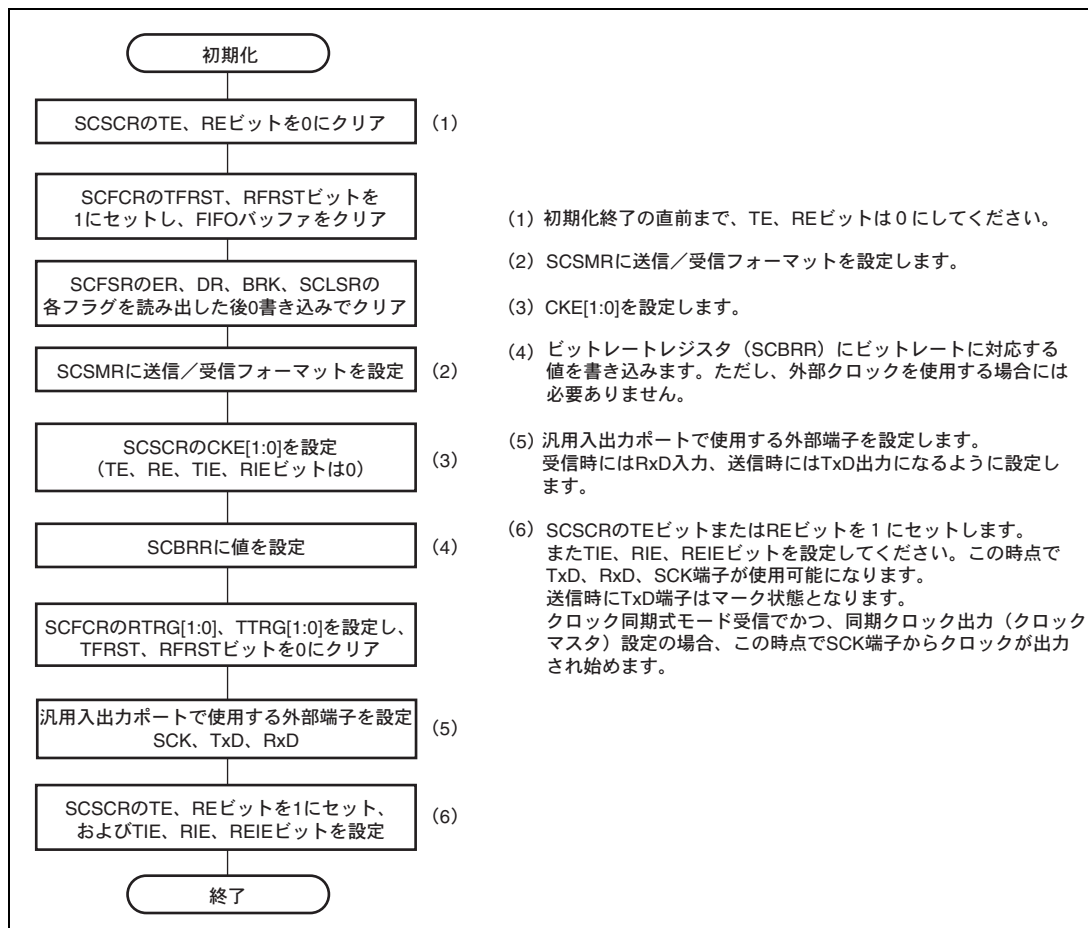 初期化
SCSCRのTE、REビットを0にクリア
(1)
SCFCRのTFRST、RFRSTビットを
1にセットし、FIFOバッファをクリア
SCFSRのER、DR、BRK、SCLSRの
各フラグを読み出した後0書き込みでクリア
SCSMRに送信／受信フォーマットを設定
(2)
SCSCRのCKE[1:0]を設定
（TE、RE、TIE、RIEビットは0）
(3)
SCBRRに値を設定
(4)
SCFCRのRTRG[1:0]、TTRG[1:0]を設定し、
TFRST、RFRSTビットを0にクリア
汎用入出力ポートで使用する外部端子を設定
SCK、TxD、RxD
(5)
SCSCRのTE、REビットを1にセット、
およびTIE、RIE、REIEビットを設定
(6)
終了
(1) 初期化終了の直前まで、TE、REビットは0にしてください。
(2) SCSMRに送信／受信フォーマットを設定します。
(3) CKE[1:0]を設定します。
(4) ビットレートレジスタ（SCBRR）にビットレートに対応する
値を書き込みます。ただし、外部クロックを使用する場合には
必要ありません。
(5) 汎用入出力ポートで使用する外部端子を設定します。
受信時にはRxD入力、送信時にはTxD出力になるように設定し
ます。
(6) SCSCRのTEビットまたはREビットを1にセットします。
またTIE、RIE、REIEビットを設定してください。この時点で
TxD、RxD、SCK端子が使用可能になります。
送信時にTxD端子はマーク状態となります。
クロック同期式モード受信でかつ、同期クロック出力（クロック
マスタ）設定の場合、この時点でSCK端子からクロックが出力
され始めます。